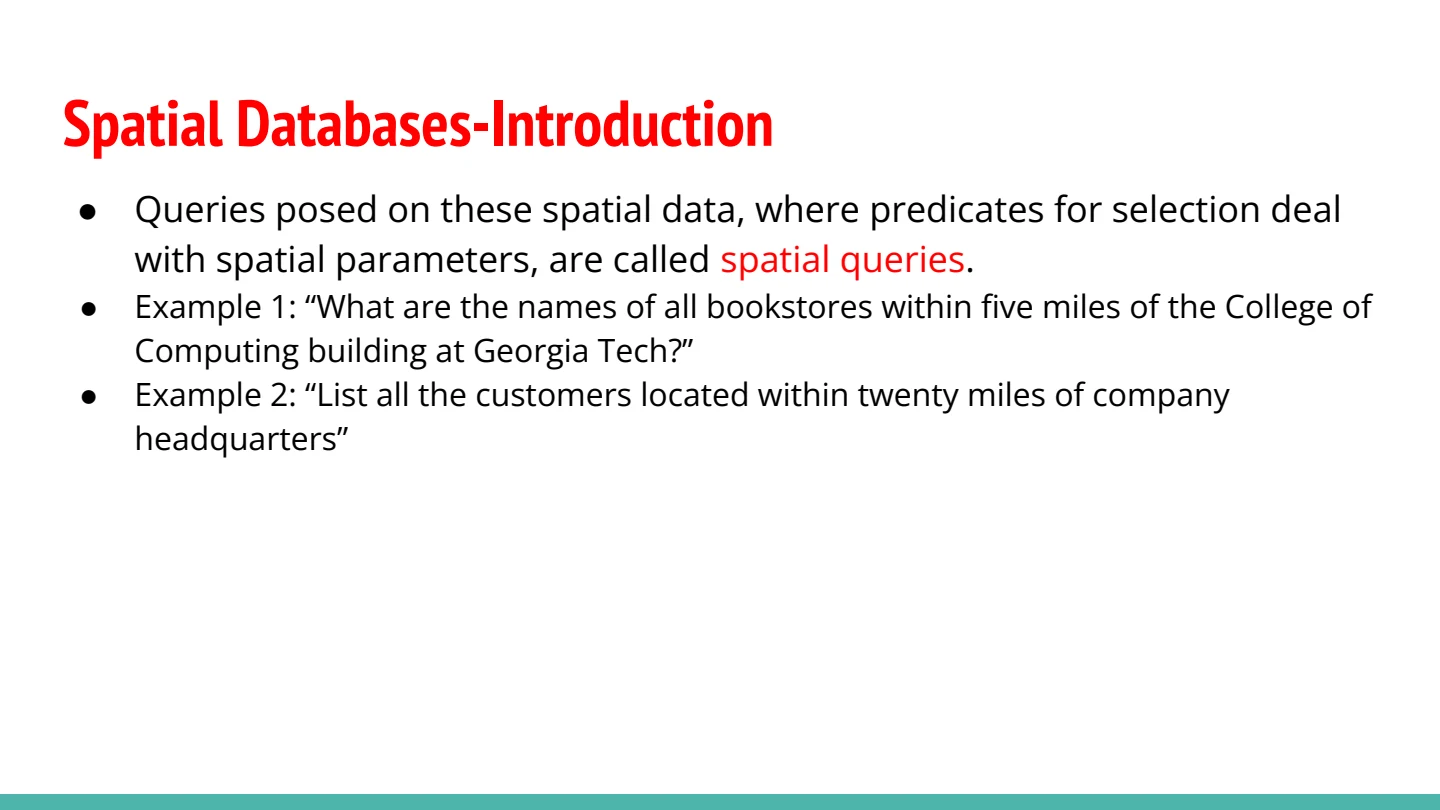 Spatial Databases-Introduction
● Queries posed on these spatial data, where predicates for selection deal
with spatial parameters, are called spatial queries.
● Example 1: “What are the names of all bookstores within five miles of the College of
Computing building at Georgia Tech?”
● Example 2: “List all the customers located within twenty miles of company
headquarters”